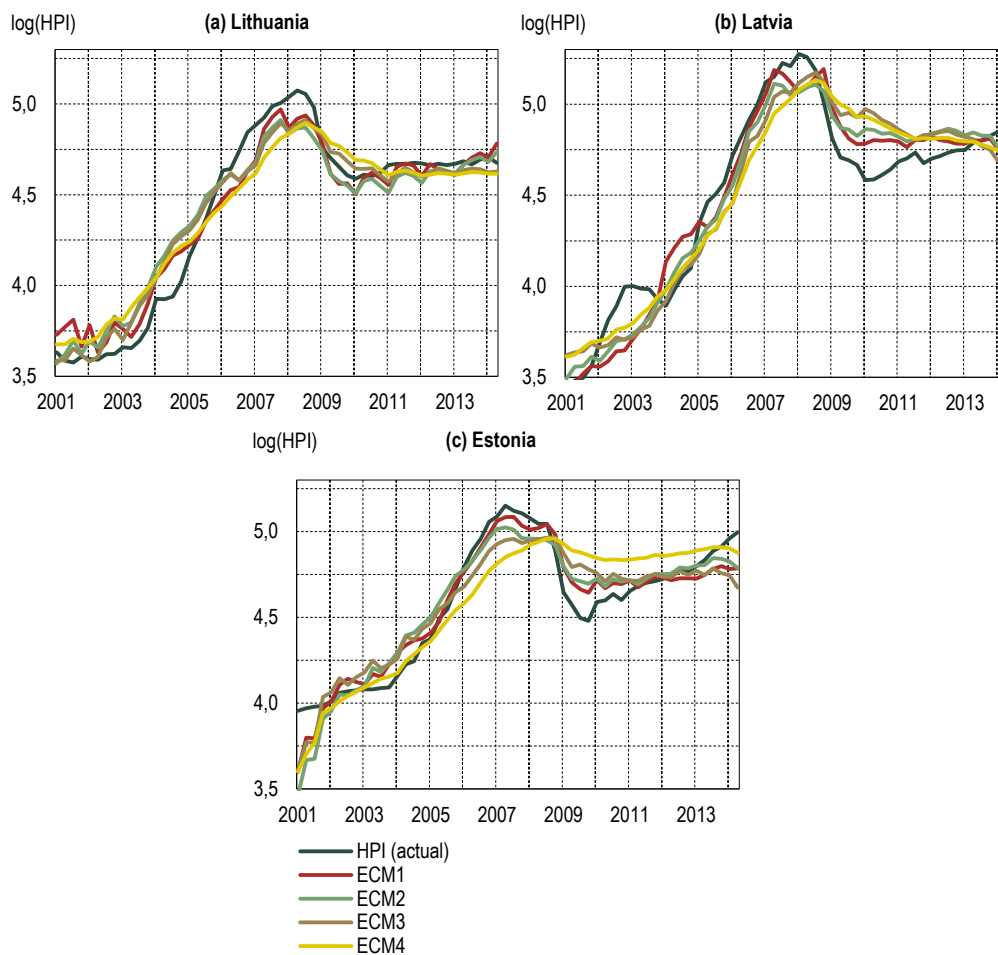 log(HPI) (a) Lithuania
5,0
4,5
4,0
3,5
2001 2003 2005 2007 2009 2011 2013
log(HPI) (b) Latvia
5,0
4,5
4,0
3,5
2001 2003 2005 2007 2009 2011 2013
log(HPI) (c) Estonia
5,0
4,5
4,0
3,5
2001 2003 2005 2007 2009 2011 2013
HPI (actual)
ECM1
ECM2
ECM3
ECM4